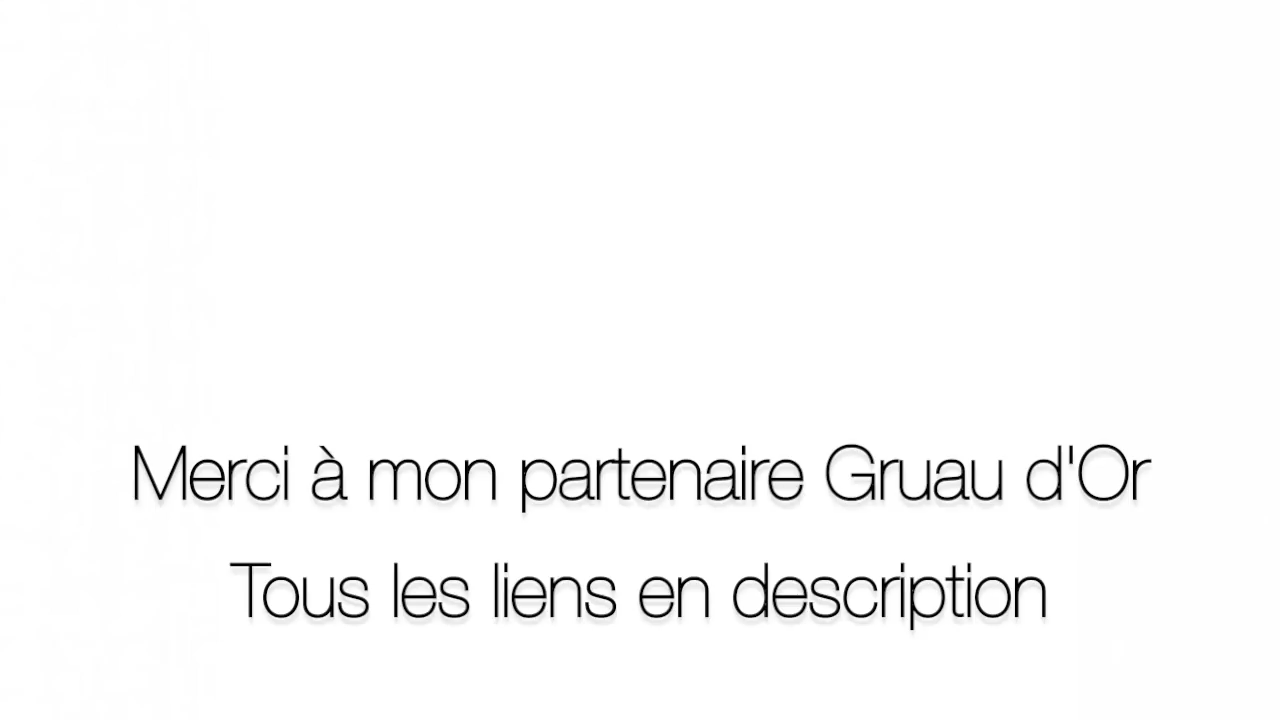 Merci à mon partenaire Gruau d'Or
Tous les liens en description